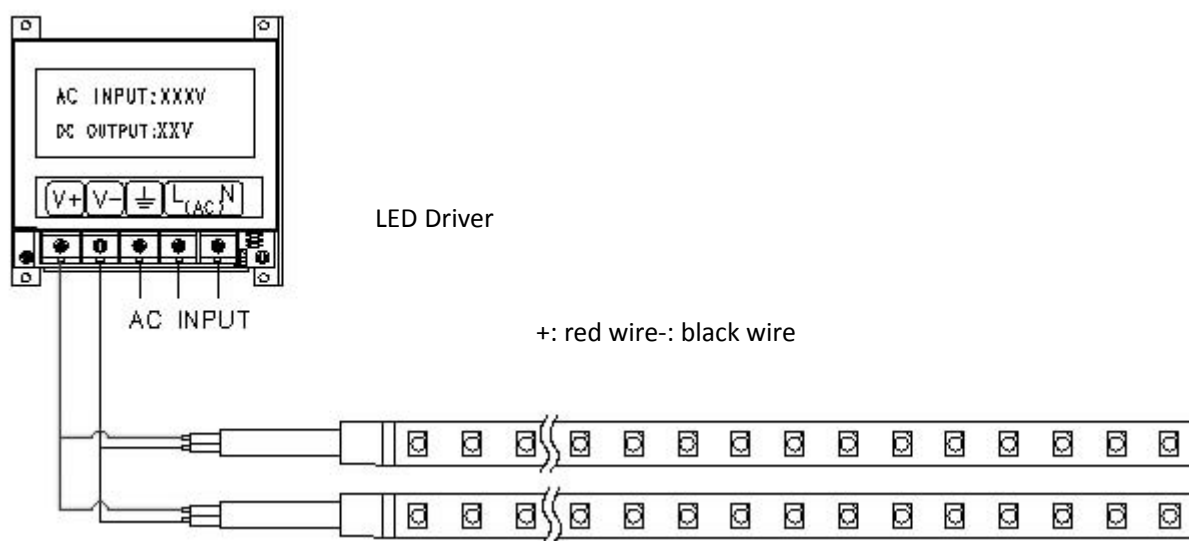 AC INPUT:XXXV
DC OUTPUT:XXV
V+ V- L(AC)N
LED Driver
AC INPUT
+: red wire-: black wire